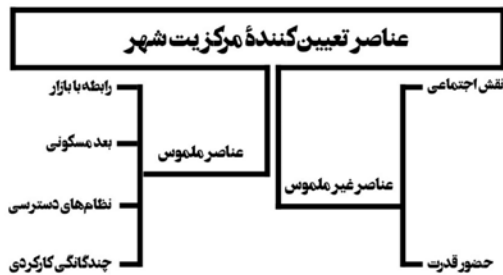 عناصر تعیین‌کنندهٔ مرکزیت شهر
عناصر غیر ملموس
نقش اجتماعی
حضور قدرت
عناصر ملموس
رابطه با بازار
بعد مسکونی
نظام‌های دسترسی
چندگانگی کارکردی